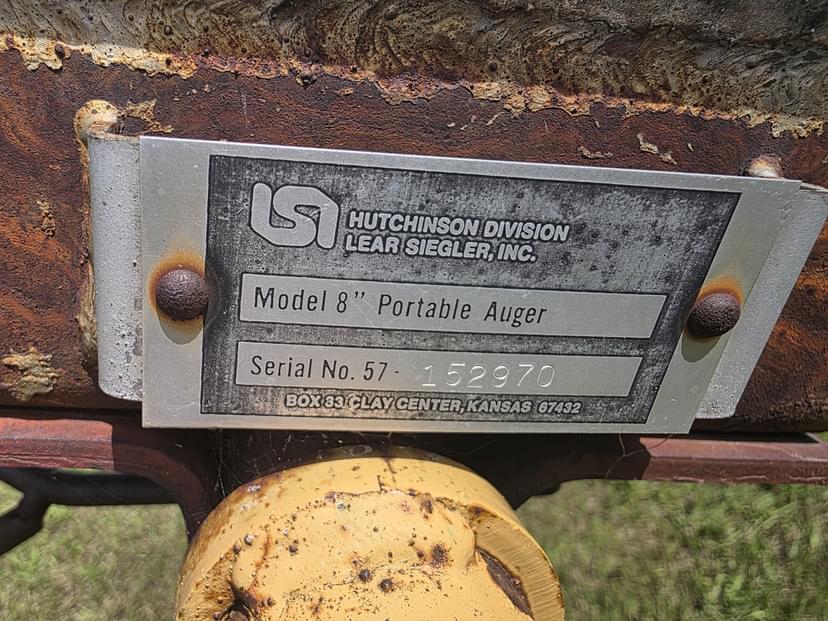 LSI HUTCHINSON DIVISION
LEAR SIEGLER, INC.
Model 8" Portable Auger
Serial No. 57- 152970
BOX 83 CLAY CENTER, KANSAS 67432